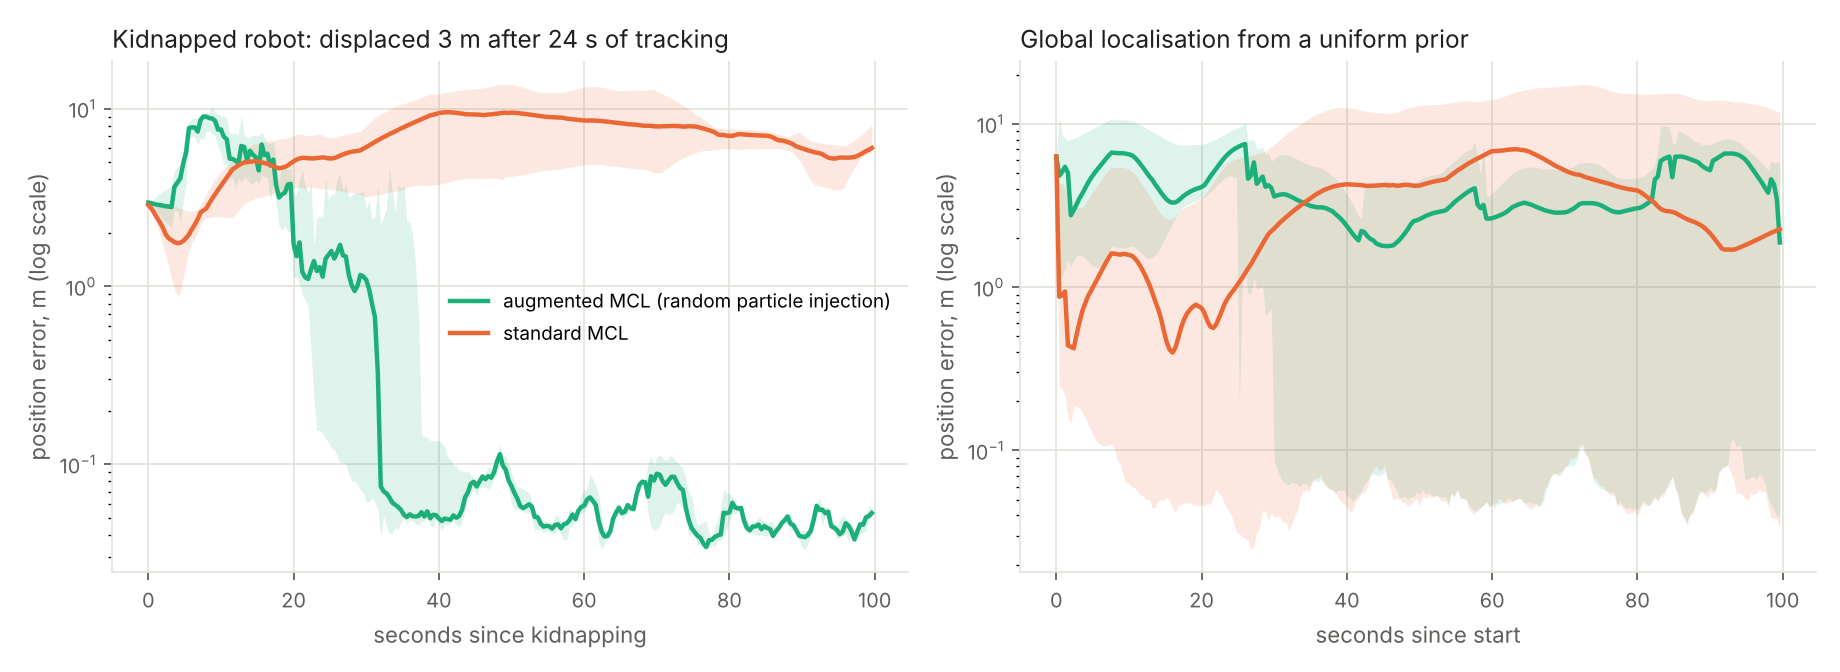 Kidnapped robot: displaced 3 m after 24 s of tracking
position error, m (log scale)
10¹
10⁰
10⁻¹
augmented MCL (random particle injection)
standard MCL
0 20 40 60 80 100
seconds since kidnapping
Global localisation from a uniform prior
position error, m (log scale)
10¹
10⁰
10⁻¹
0 20 40 60 80 100
seconds since start